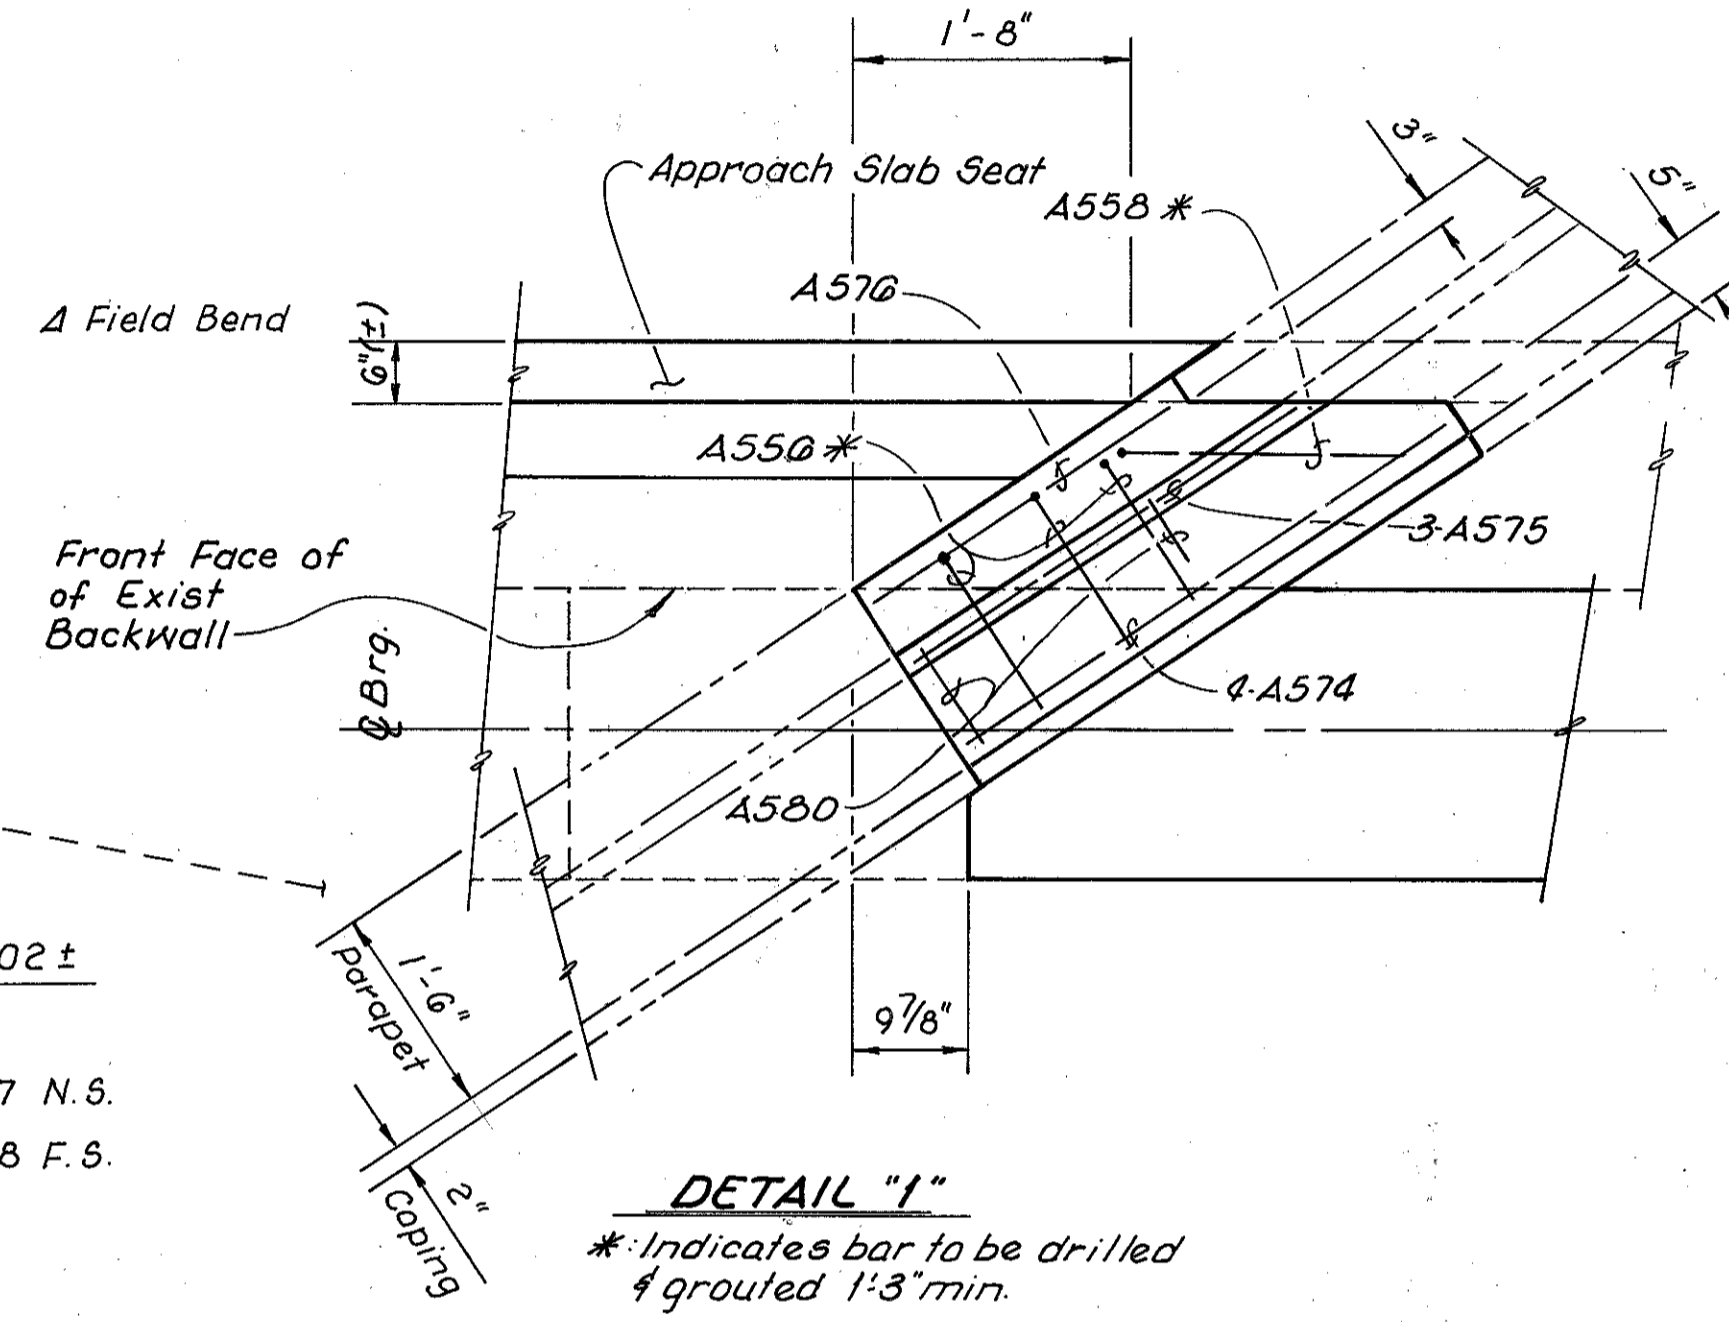 1'-8"
3"
5"
Approach Slab Seat
A558 *
A576
Δ Field Bend
6"(±)
A556 *
3-A575
Front Face of
of Exist
Backwall
℄ Brg.
4-A574
A580
02 ±
1'-6"
Parapet
9 7/8"
7 N.S.
8 F.S.
2"
Coping
DETAIL "1"
*: Indicates bar to be drilled
& grouted 1'-3" min.